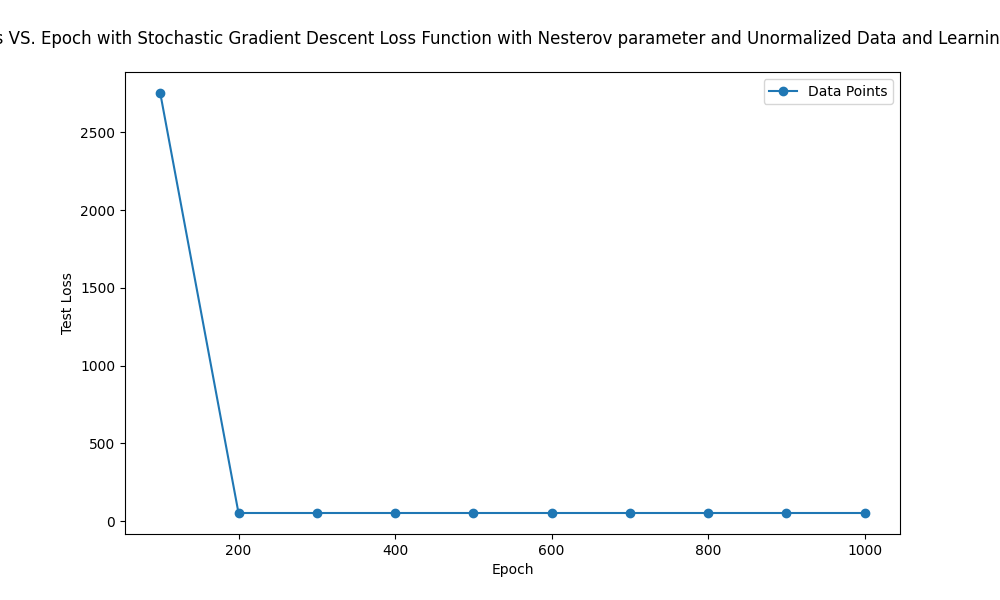 s VS. Epoch with Stochastic Gradient Descent Loss Function with Nesterov parameter and Unormalized Data and Learnin
Data Points
2500
2000
1500
1000
500
0
Test Loss
200 400 600 800 1000
Epoch